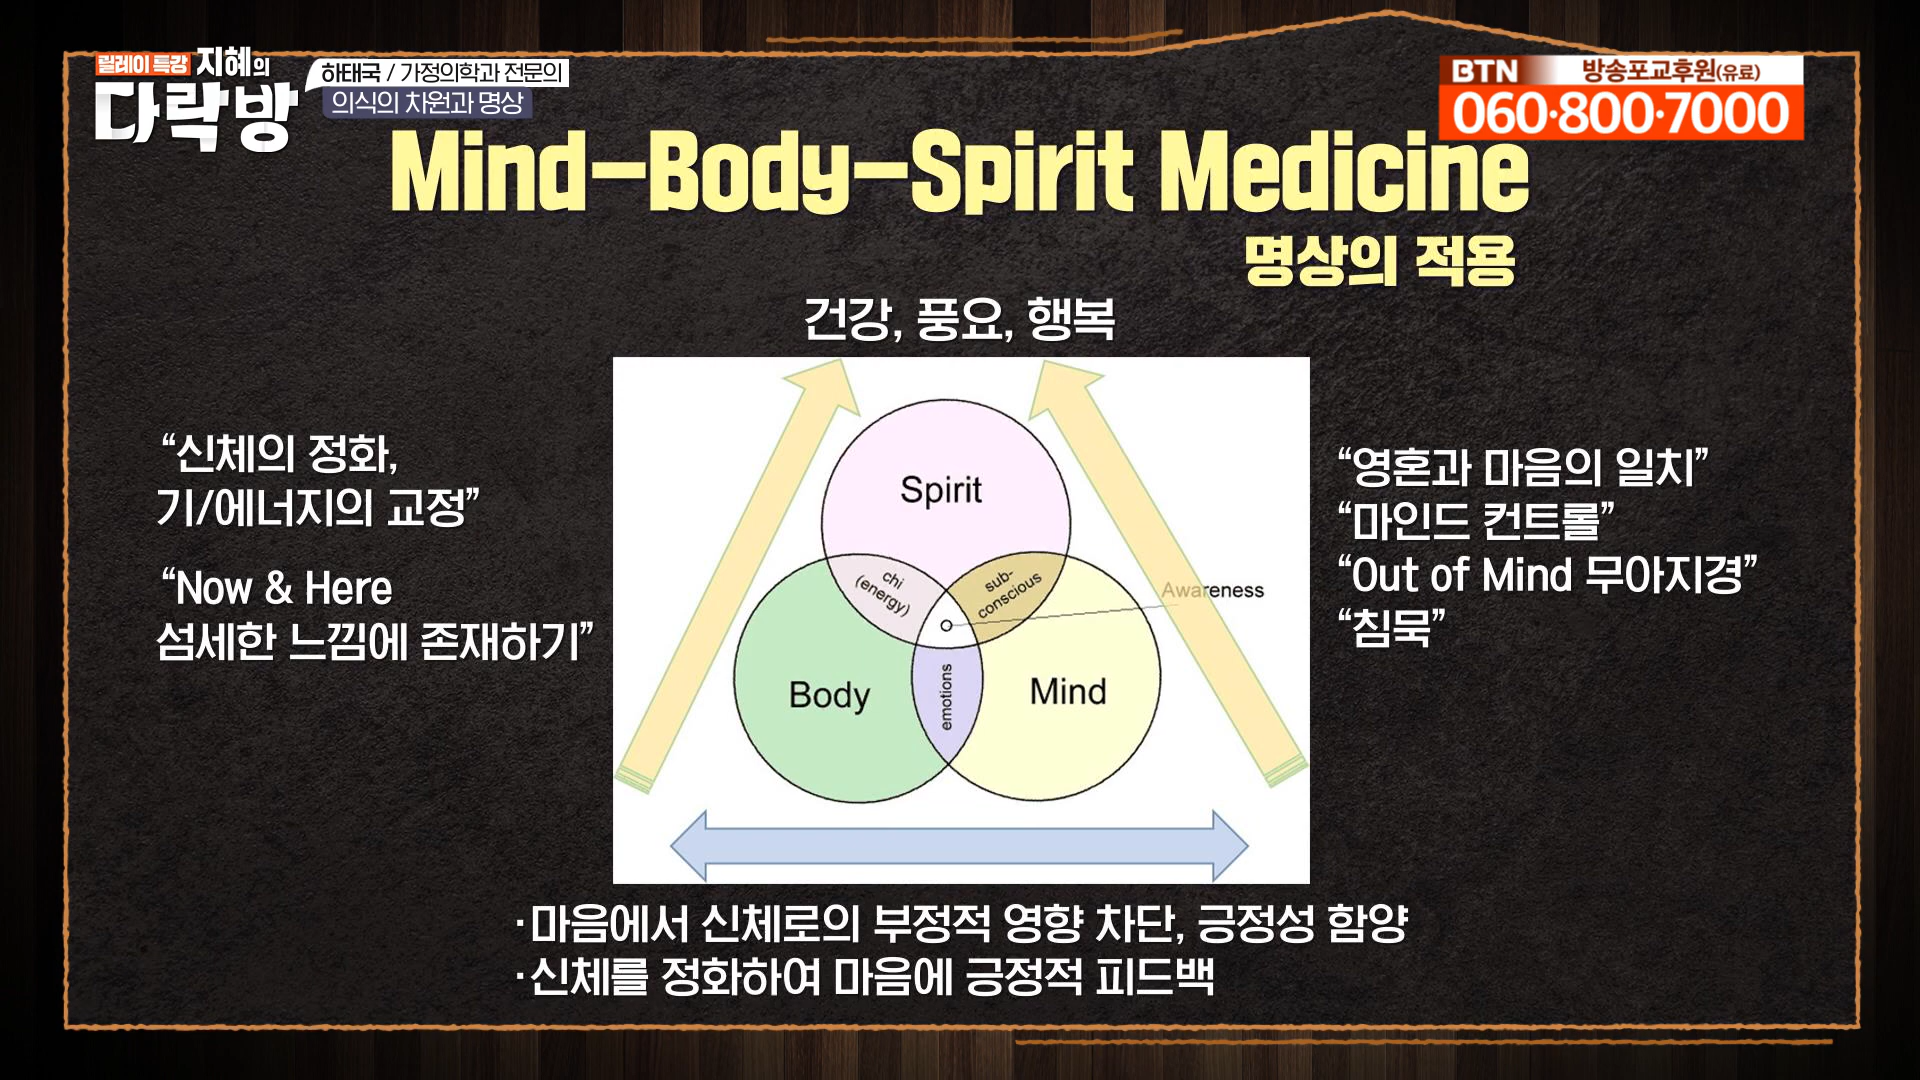 릴레이 특강 지혜의
다락방
하태국 / 가정의학과 전문의
의식의 차원과 명상
BTN 방송포교후원(유료)
060·800·7000
Mind-Body-Spirit Medicine
명상의 적용
건강, 풍요, 행복
“신체의 정화,
기/에너지의 교정”
“Now & Here
섬세한 느낌에 존재하기”
Spirit
chi
(energy)
sub-
conscious
Awareness
Body
emotions
Mind
“영혼과 마음의 일치”
“마인드 컨트롤”
“Out of Mind 무아지경”
“침묵”
·마음에서 신체로의 부정적 영향 차단, 긍정성 함양
·신체를 정화하여 마음에 긍정적 피드백